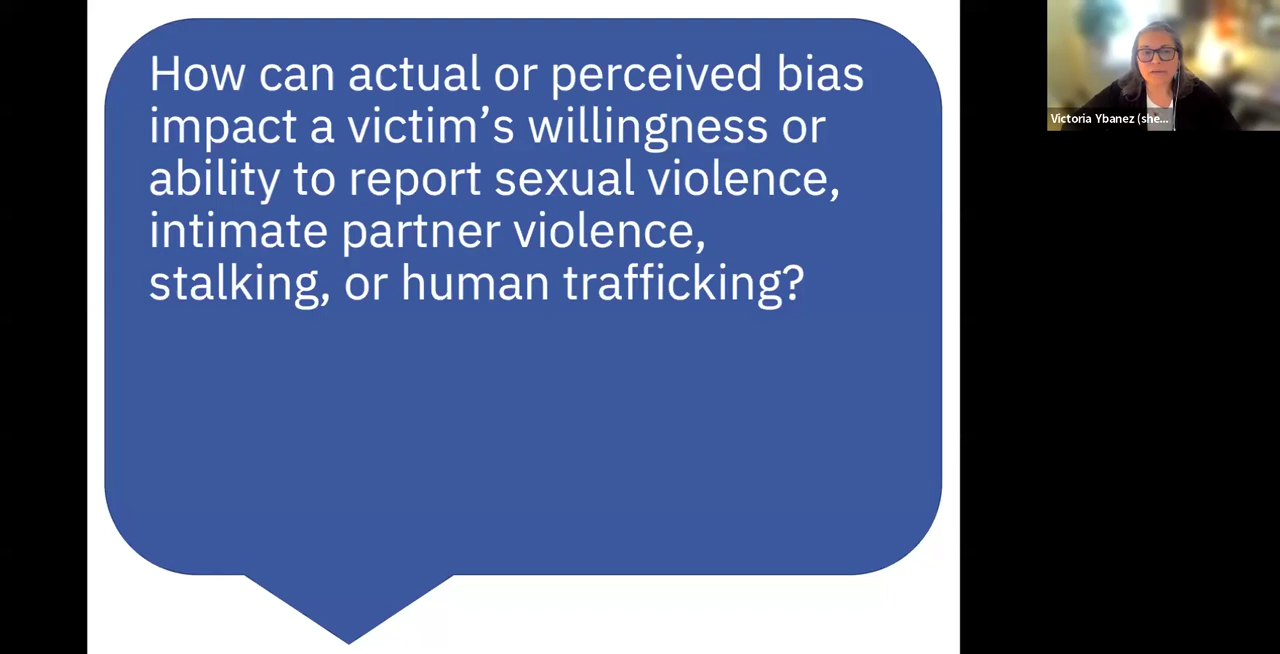 How can actual or perceived bias
impact a victim’s willingness or
ability to report sexual violence,
intimate partner violence,
stalking, or human trafficking?
Victoria Ybanez (she...